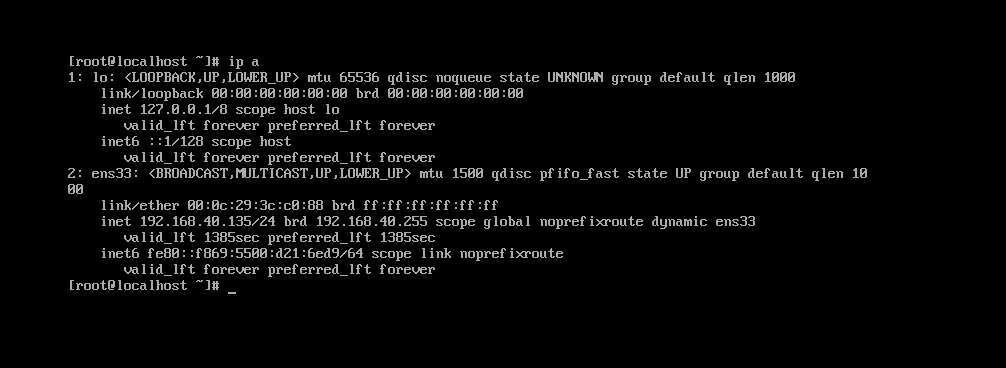 [root@localhost ~]# ip a
1: lo: <LOOPBACK,UP,LOWER_UP> mtu 65536 qdisc noqueue state UNKNOWN group default qlen 1000
    link/loopback 00:00:00:00:00:00 brd 00:00:00:00:00:00
    inet 127.0.0.1/8 scope host lo
       valid_lft forever preferred_lft forever
    inet6 ::1/128 scope host
       valid_lft forever preferred_lft forever
2: ens33: <BROADCAST,MULTICAST,UP,LOWER_UP> mtu 1500 qdisc pfifo_fast state UP group default qlen 10
00
    link/ether 00:0c:29:3c:c0:88 brd ff:ff:ff:ff:ff:ff
    inet 192.168.40.135/24 brd 192.168.40.255 scope global noprefixroute dynamic ens33
       valid_lft 1385sec preferred_lft 1385sec
    inet6 fe80::f869:5500:d21:6ed9/64 scope link noprefixroute
       valid_lft forever preferred_lft forever
[root@localhost ~]# _